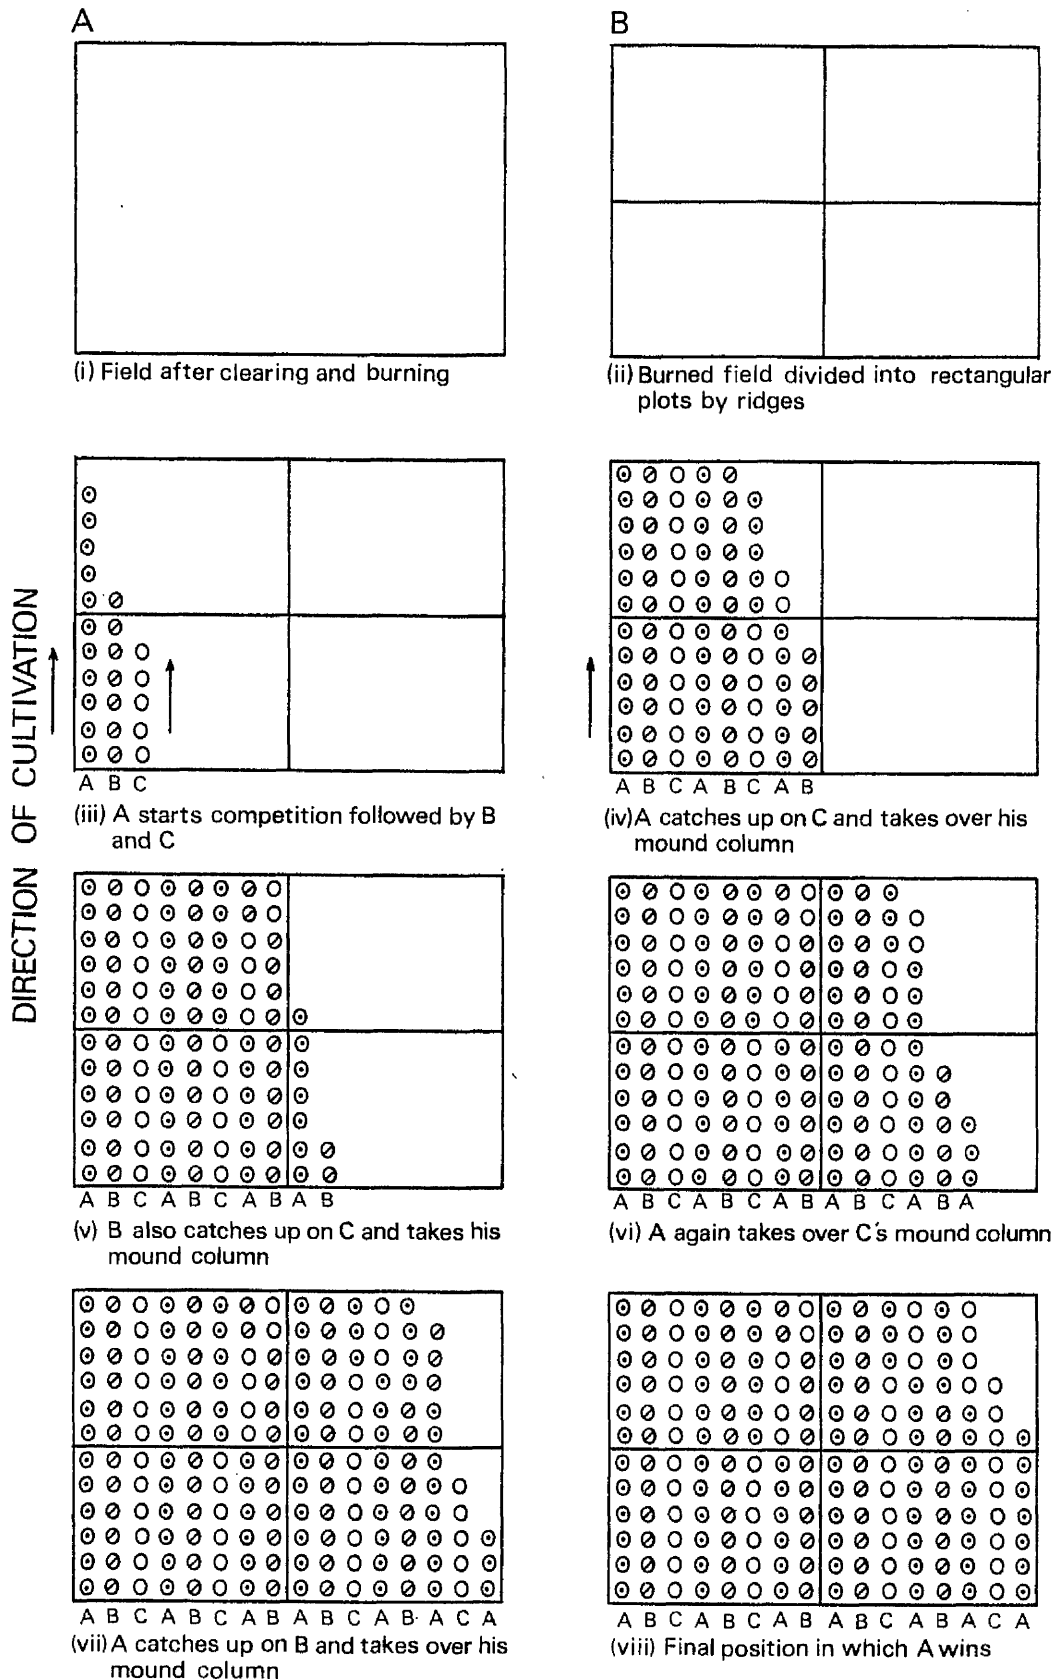 A
B
(i) Field after clearing and burning
(ii) Burned field divided into rectangular
plots by ridges
DIRECTION OF CULTIVATION
A B C
(iii) A starts competition followed by B
and C
A B C A B C A B
(iv) A catches up on C and takes over his
mound column
A B C A B C A B A B
(v) B also catches up on C and takes his
mound column
A B C A B C A B A B C A B A
(vi) A again takes over C's mound column
A B C A B C A B A B C A B A C A
(vii) A catches up on B and takes over his
mound column
A B C A B C A B A B C A B A C A
(viii) Final position in which A wins